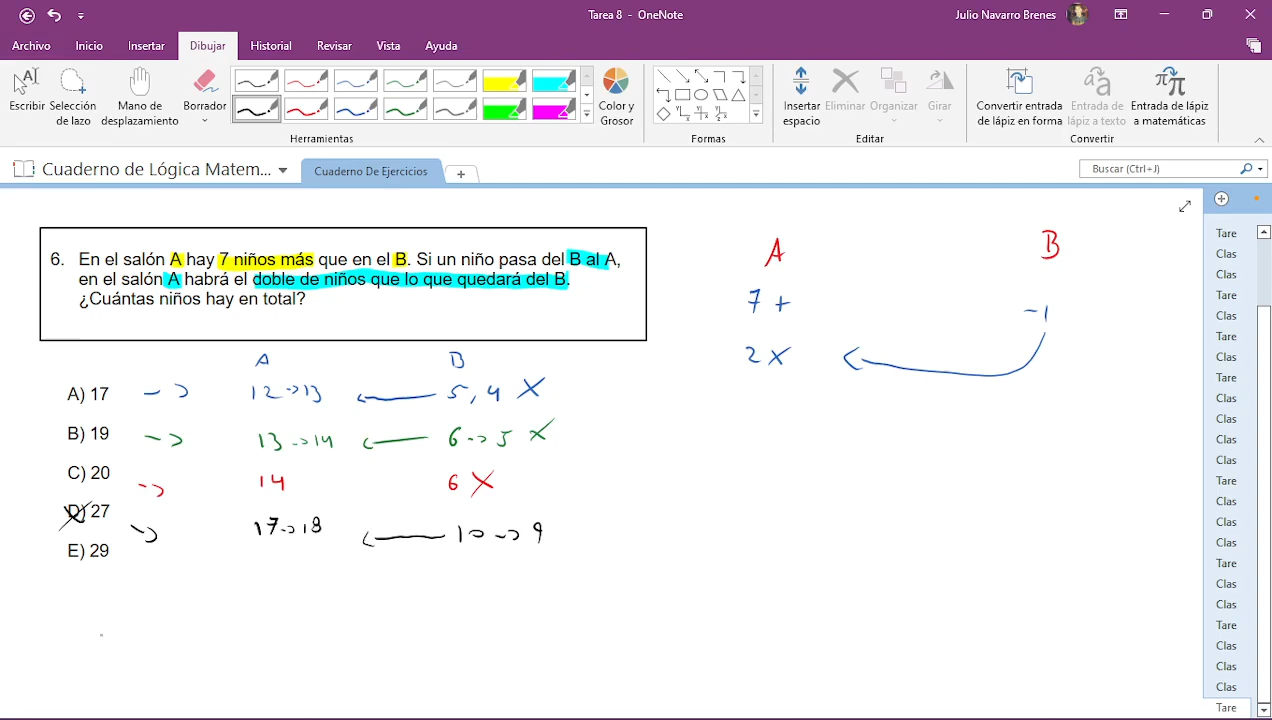 Tarea 8 - OneNote
Julio Navarro Brenes
Archivo Inicio Insertar Dibujar Historial Revisar Vista Ayuda
Escribir Selección de lazo Mano de desplazamiento Borrador Color y Grosor Insertar espacio Eliminar Organizar Girar Convertir entrada de lápiz en forma Entrada de lápiz a texto Entrada de lápiz a matemáticas
Herramientas Formas Editar Convertir
Cuaderno de Lógica Matem... Cuaderno De Ejercicios + Buscar (Ctrl+J)
6. En el salón A hay 7 niños más que en el B. Si un niño pasa del B al A,
en el salón A habrá el doble de niños que lo que quedará del B.
¿Cuántas niños hay en total?
A B
7 + -1
2 x
A B
A) 17 -> 12->13 <- 5, 4 X
B) 19 -> 13->14 <- 6->5 X
C) 20 -> 14 6 X
D) 27 -> 17->18 <- 10->9
E) 29
Tare
Clas
Clas
Tare
Clas
Tare
Clas
Tare
Clas
Clas
Clas
Clas
Tare
Clas
Clas
Clas
Tare
Clas
Clas
Tare
Clas
Clas
Clas
Tare